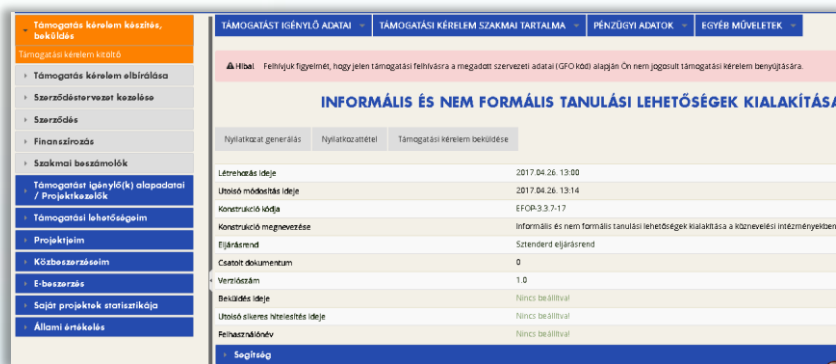 Támogatás kérelem készítés,
beküldés
Támogatási kérelem kitöltő
Támogatás kérelem elbírálása
Szerződéstervezet kezelése
Szerződés
Finanszírozás
Szakmai beszámolók
Támogatást igénylő(k) alapadatai
/ Projektkezelők
Támogatási lehetőségeim
Projektjeim
Közbeszerzéseim
E-beszerzés
Saját projektek statisztikája
Állami értékelés
TÁMOGATÁST IGÉNYLŐ ADATAI TÁMOGATÁSI KÉRELEM SZAKMAI TARTALMA PÉNZÜGYI ADATOK EGYÉB MŰVELETEK
Hiba! Felhívjuk figyelmét, hogy jelen támogatási felhívásra a megadott szervezeti adatai (GFO kód) alapján Ön nem jogosult támogatási kérelem benyújtására.
INFORMÁLIS ÉS NEM FORMÁLIS TANULÁSI LEHETŐSÉGEK KIALAKÍTÁSA
Nyilatkozat generálás Nyilatkozattétel Támogatási kérelem beküldése
Létrehozás ideje 2017.04.26. 13:00
Utolsó módosítás ideje 2017.04.26. 13:14
Konstrukció kódja EFOP-3.3.7-17
Konstrukció megnevezése Informális és nem formális tanulási lehetőségek kialakítása a köznevelési intézményekben
Eljárásrend Sztenderd eljárásrend
Csatolt dokumentum 0
Verziószám 1.0
Beküldés ideje Nincs beállítva!
Utolsó sikeres hitelesítés ideje Nincs beállítva!
Felhasználónév Nincs beállítva!
Segítség